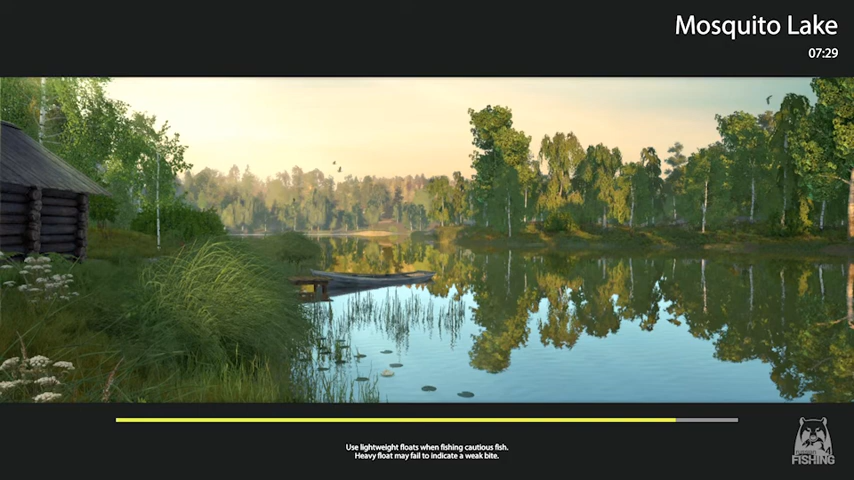 Mosquito Lake
07:29
Use lightweight floats when fishing cautious fish.
Heavy float may fail to indicate a weak bite.
FISHING